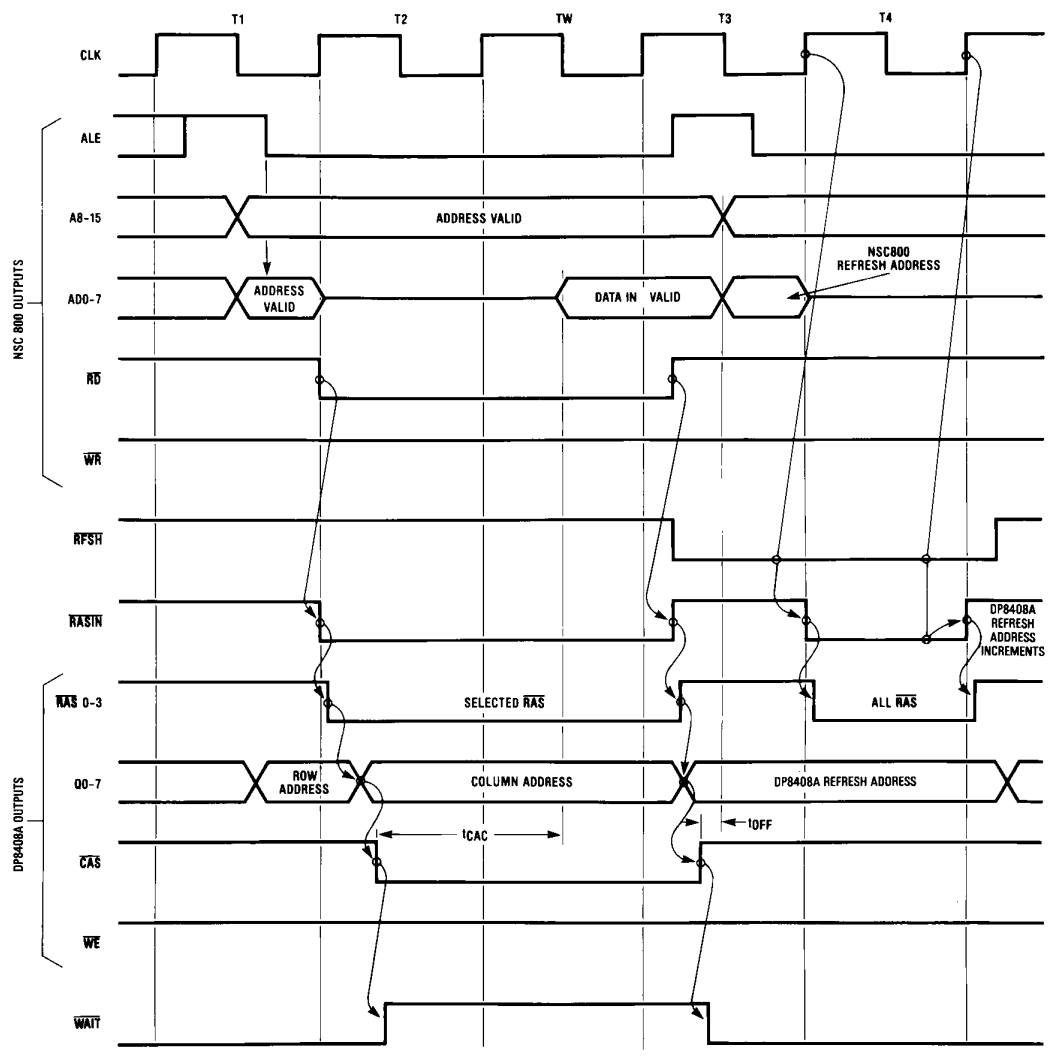 T1 T2 TW T3 T4
CLK
NSC 800 OUTPUTS
ALE
A8-15
ADDRESS VALID
NSC800
REFRESH ADDRESS
AD0-7
ADDRESS
VALID
DATA IN VALID
RD
WR
RFSH
RASIN
DP8408A
REFRESH
ADDRESS
INCREMENTS
DP8408A OUTPUTS
RAS 0-3
SELECTED RAS
ALL RAS
Q0-7
ROW
ADDRESS
COLUMN ADDRESS
DP8408A REFRESH ADDRESS
tCAC
tOFF
CAS
WE
WAIT